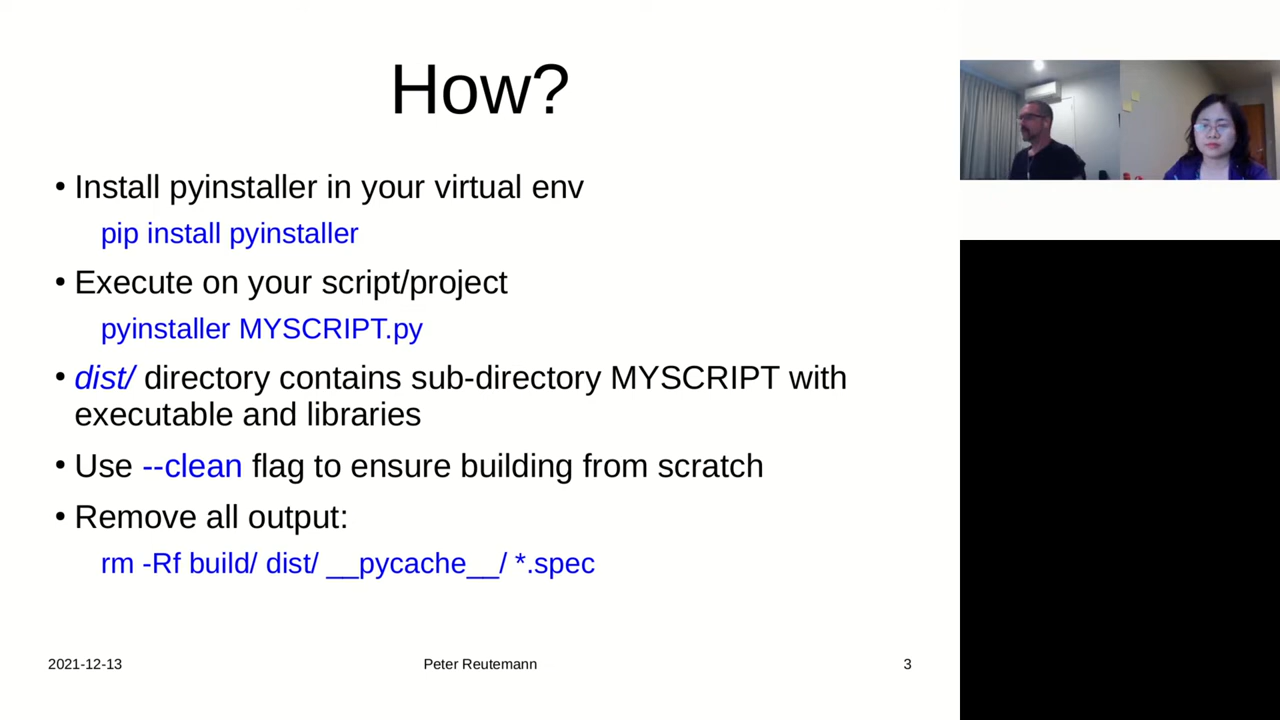 How?
• Install pyinstaller in your virtual env
pip install pyinstaller
• Execute on your script/project
pyinstaller MYSCRIPT.py
• dist/ directory contains sub-directory MYSCRIPT with
executable and libraries
• Use --clean flag to ensure building from scratch
• Remove all output:
rm -Rf build/ dist/ __pycache__/ *.spec
2021-12-13
Peter Reutemann
3